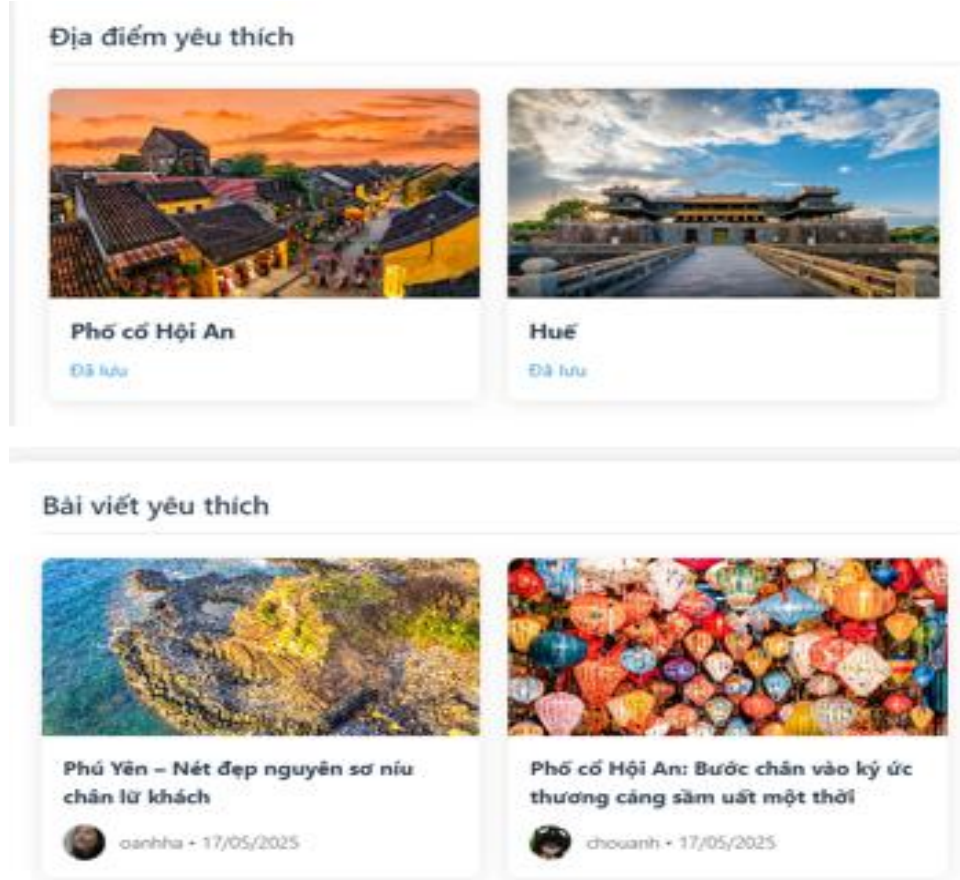 Địa điểm yêu thích
Phố cổ Hội An
Huế
Đã lưu
Đã lưu
Bài viết yêu thích
Phú Yên – Nét đẹp nguyên sơ níu
chân lữ khách
Phố cổ Hội An: Bước chân vào ký ức
thương cảng sầm uất một thời
oanhha • 17/05/2025
chouanh • 17/05/2025